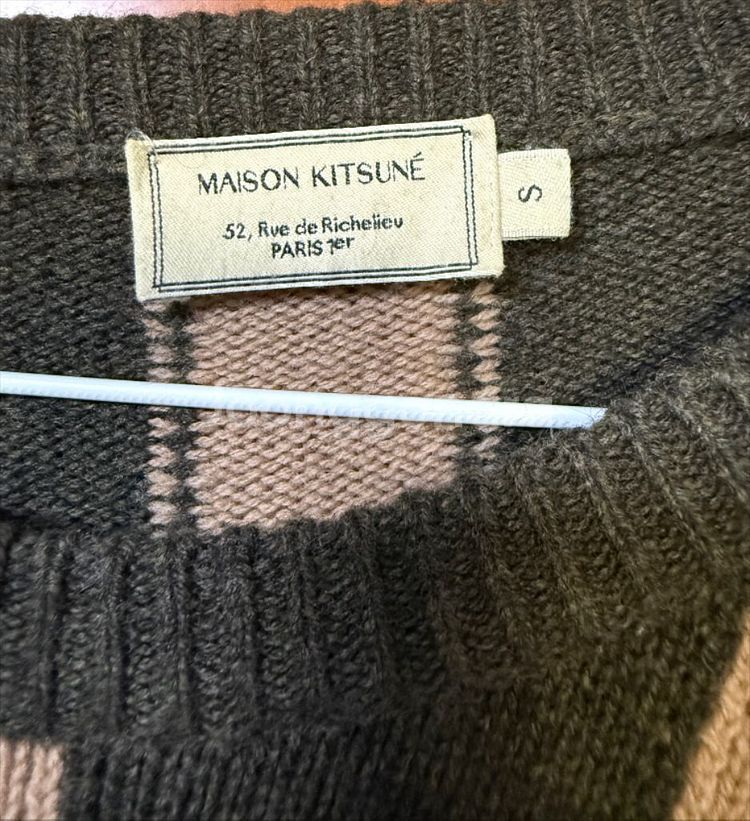 MAISON KITSUNÉ
52, Rue de Richelieu
PARIS 1er
S